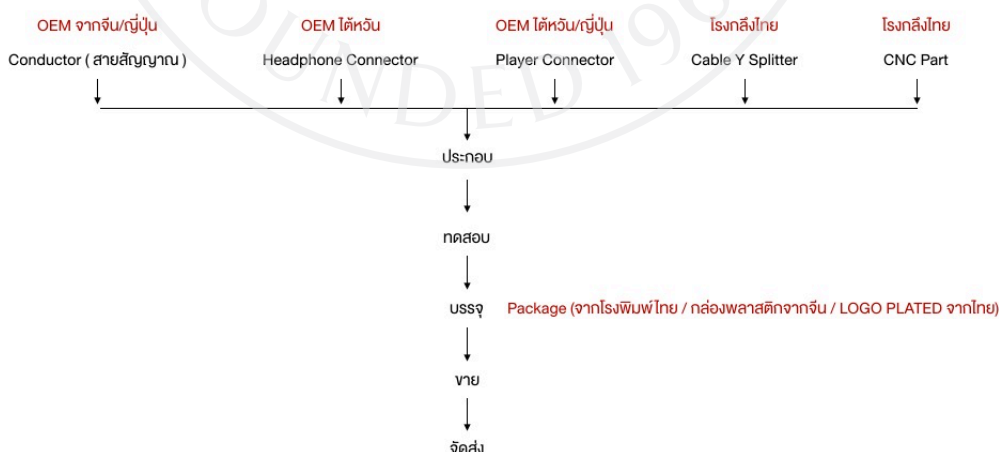 OEM จากจีน/ญี่ปุ่น OEM ไต้หวัน OEM ไต้หวัน/ญี่ปุ่น โรงกลึงไทย โรงกลึงไทย
Conductor ( สายสัญญาณ ) Headphone Connector Player Connector Cable Y Splitter CNC Part
ประกอบ
ทดสอบ
บรรจุ Package (จากโรงพิมพ์ไทย / กล่องพลาสติกจากจีน / LOGO PLATED จากไทย)
ขาย
จัดส่ง